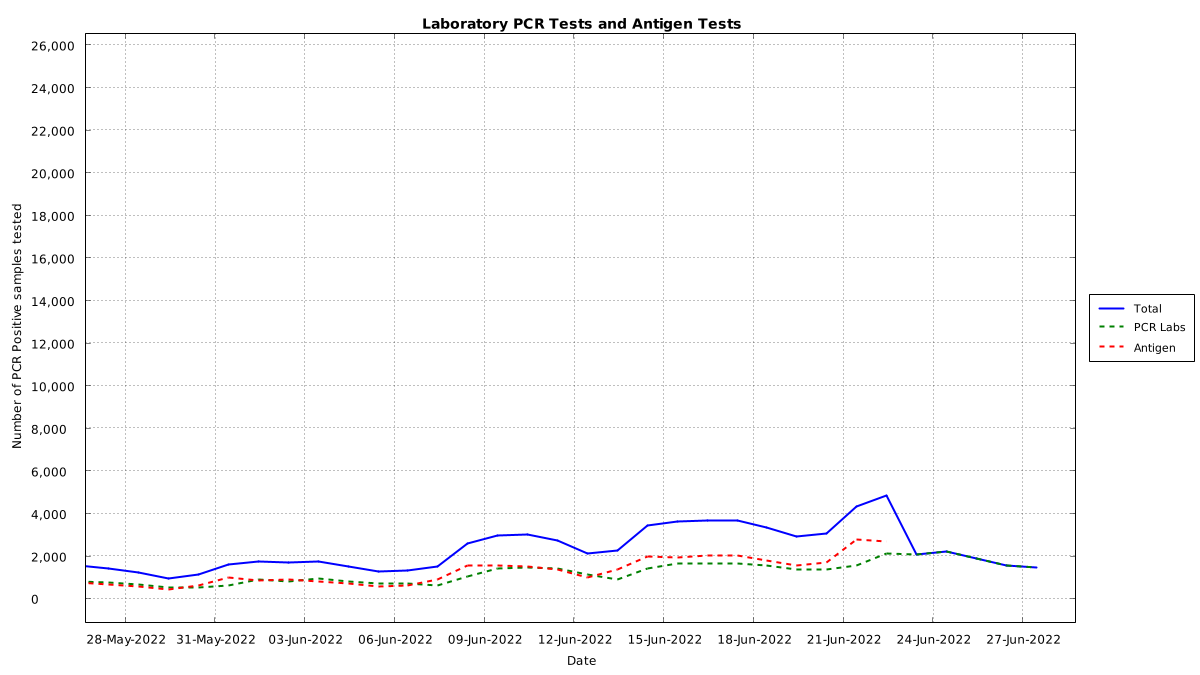 Laboratory PCR Tests and Antigen Tests
26,000
24,000
22,000
20,000
18,000
16,000
14,000
12,000
10,000
8,000
6,000
4,000
2,000
0
Number of PCR Positive samples tested
28-May-2022 31-May-2022 03-Jun-2022 06-Jun-2022 09-Jun-2022 12-Jun-2022 15-Jun-2022 18-Jun-2022 21-Jun-2022 24-Jun-2022 27-Jun-2022
Date
Total
PCR Labs
Antigen